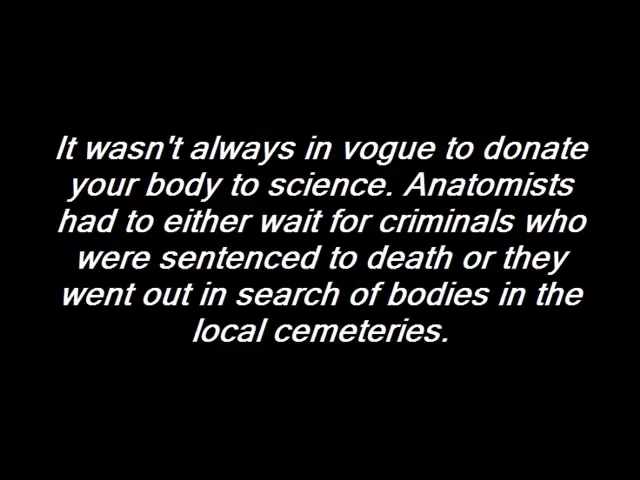 It wasn't always in vogue to donate
your body to science. Anatomists
had to either wait for criminals who
were sentenced to death or they
went out in search of bodies in the
local cemeteries.